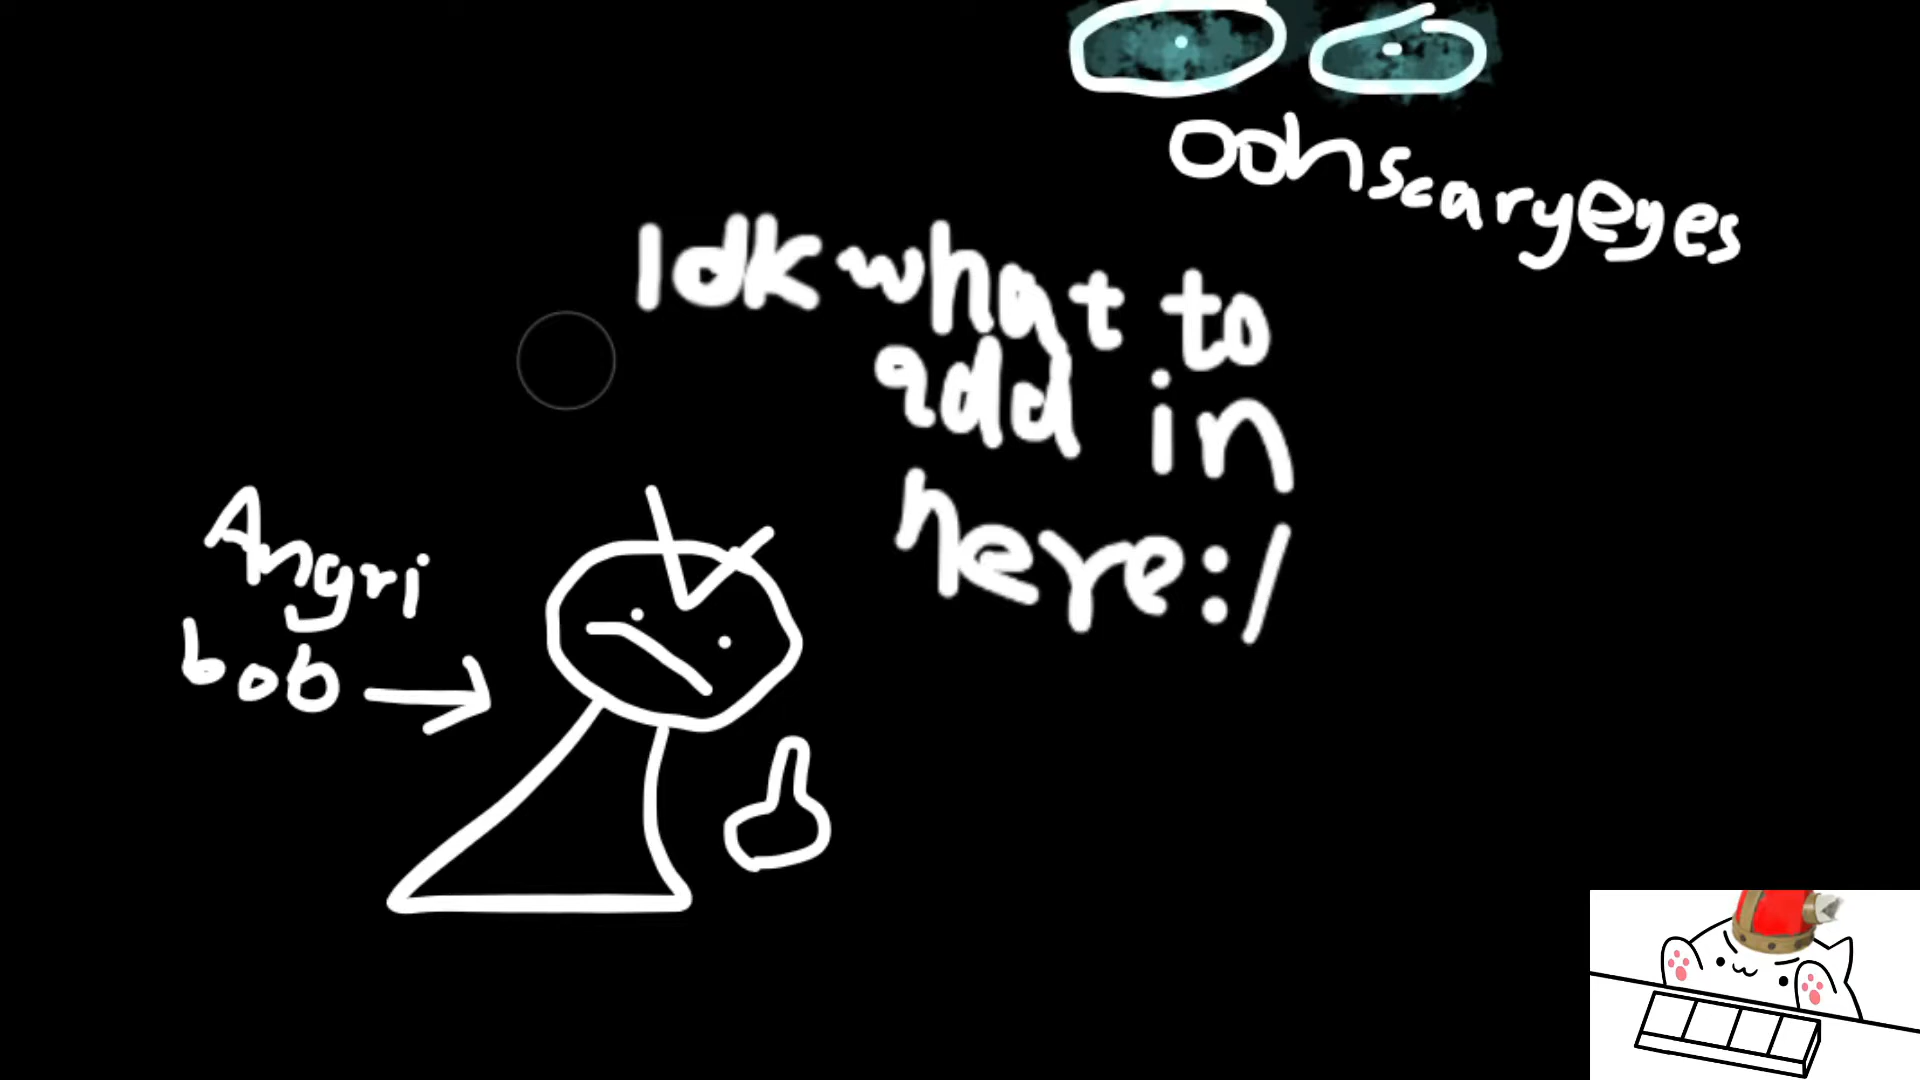 oohscaryeyes
Idk what to
add in
here:/
Angri
bob